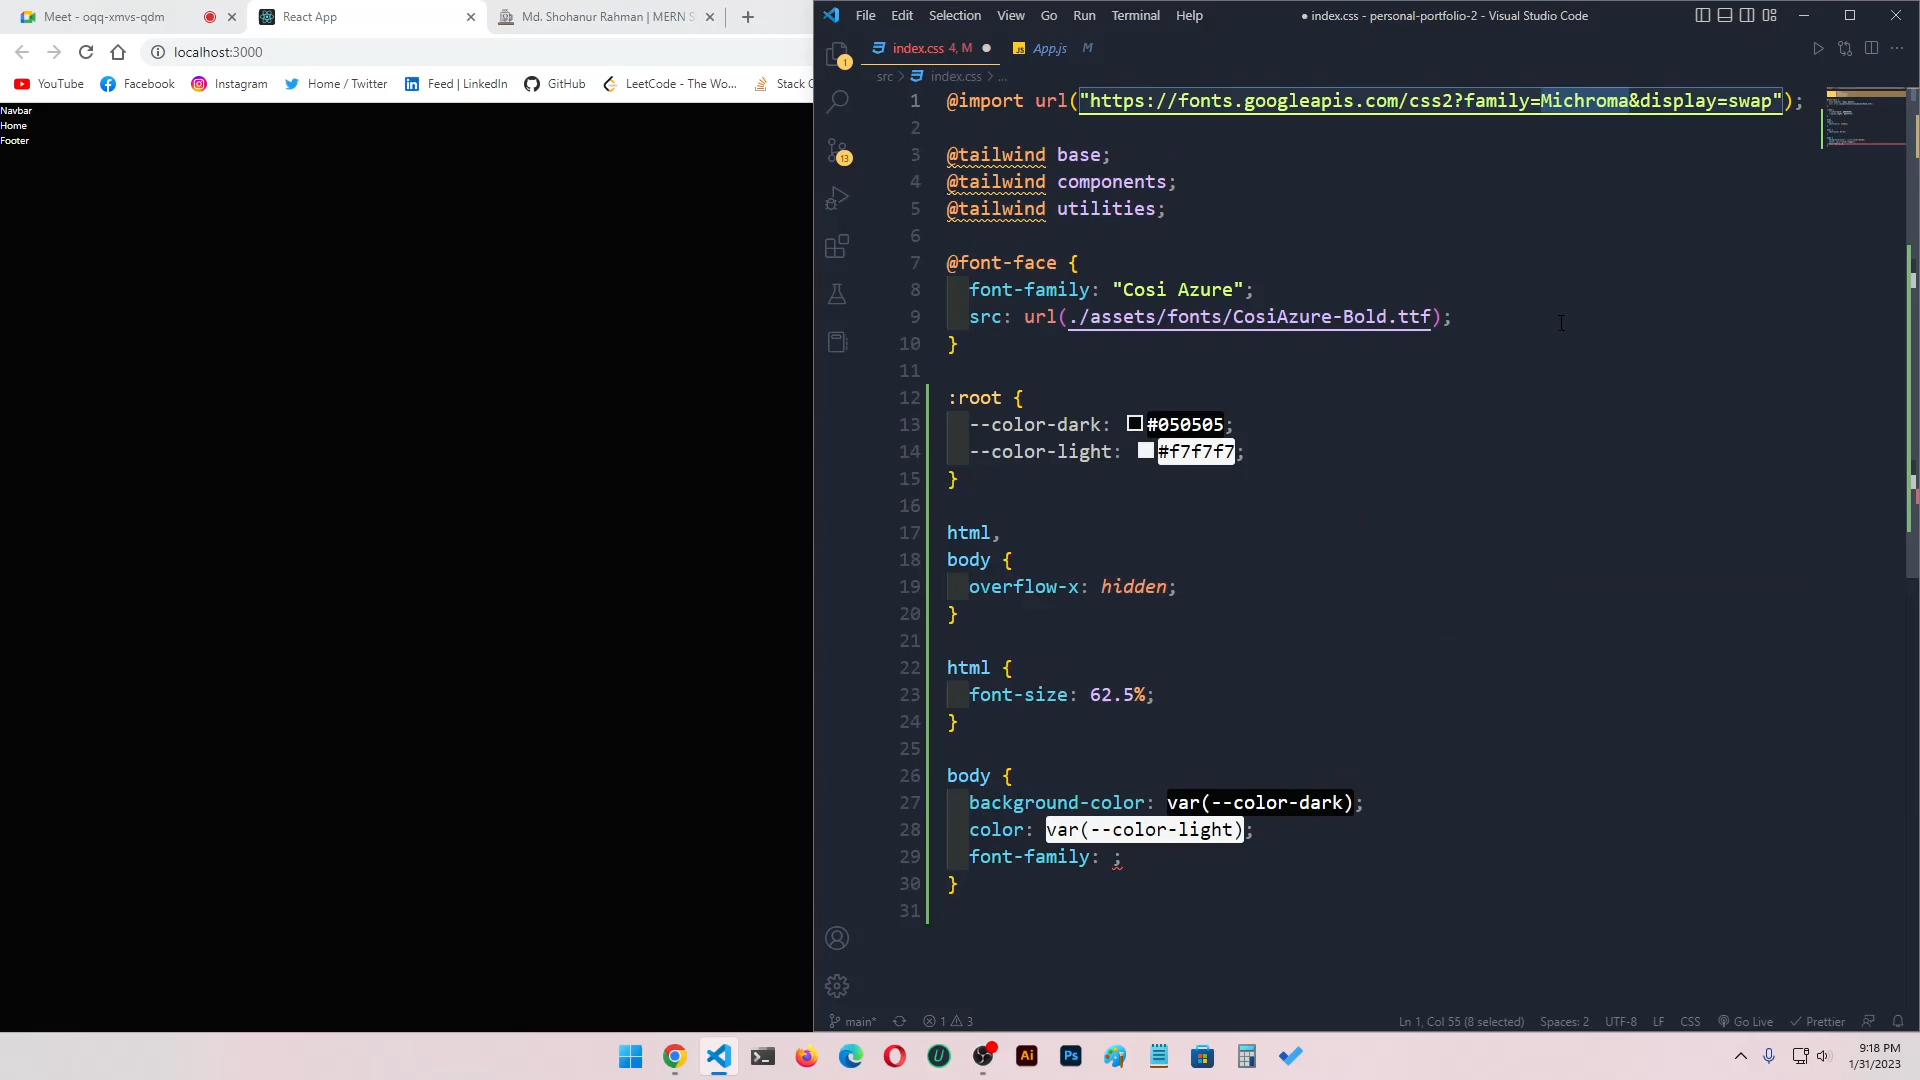 Meet - oqq-xmvs-qdm
React App
Md. Shohanur Rahman | MERN S
localhost:3000
YouTube
Facebook
Instagram
Home / Twitter
Feed | LinkedIn
GitHub
LeetCode - The Wo...
Stack C
Navbar
Home
Footer
File Edit Selection View Go Run Terminal Help
● index.css - personal-portfolio-2 - Visual Studio Code
index.css 4, M ●
App.js M
src > index.css > ...
1 @import url("https://fonts.googleapis.com/css2?family=Michroma&display=swap");
2
3 @tailwind base;
4 @tailwind components;
5 @tailwind utilities;
6
7 @font-face {
8 font-family: "Cosi Azure";
9 src: url(./assets/fonts/CosiAzure-Bold.ttf);
10 }
11
12 :root {
13 --color-dark: #050505;
14 --color-light: #f7f7f7;
15 }
16
17 html,
18 body {
19 overflow-x: hidden;
20 }
21
22 html {
23 font-size: 62.5%;
24 }
25
26 body {
27 background-color: var(--color-dark);
28 color: var(--color-light);
29 font-family: ;
30 }
31
1
13
main* 1 3
Ln 1, Col 55 (8 selected) Spaces: 2 UTF-8 LF CSS Go Live Prettier
Ai
Ps
9:18 PM
1/31/2023